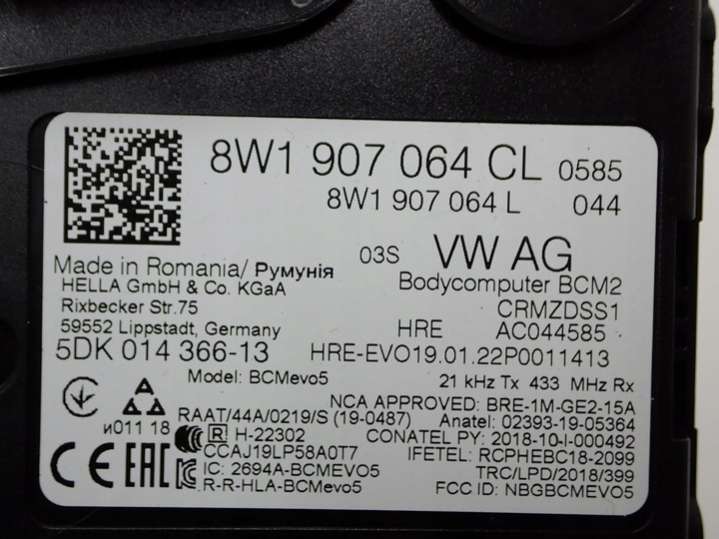 8W1 907 064 CL 0585
8W1 907 064 L 044
03S VW AG
Made in Romania/ Румунія
Bodycomputer BCM2
HELLA GmbH & Co. KGaA
CRMZDSS1
Rixbecker Str.75
HRE AC044585
59552 Lippstadt, Germany
5DK 014 366-13 HRE-EVO19.01.22P0011413
Model: BCMevo5 21 kHz Tx 433 MHz Rx
NCA APPROVED: BRE-1M-GE2-15A
RAAT/44A/0219/S (19-0487) Anatel: 02393-19-05364
и011 18
R H-22302 CONATEL PY: 2018-10-I-000492
CCAJ19LP58A0T7 IFETEL: RCPHEBC18-2099
CE EAC IC: 2694A-BCMEVO5 TRC/LPD/2018/399
R-R-HLA-BCMevo5 FCC ID: NBGBCMEVO5